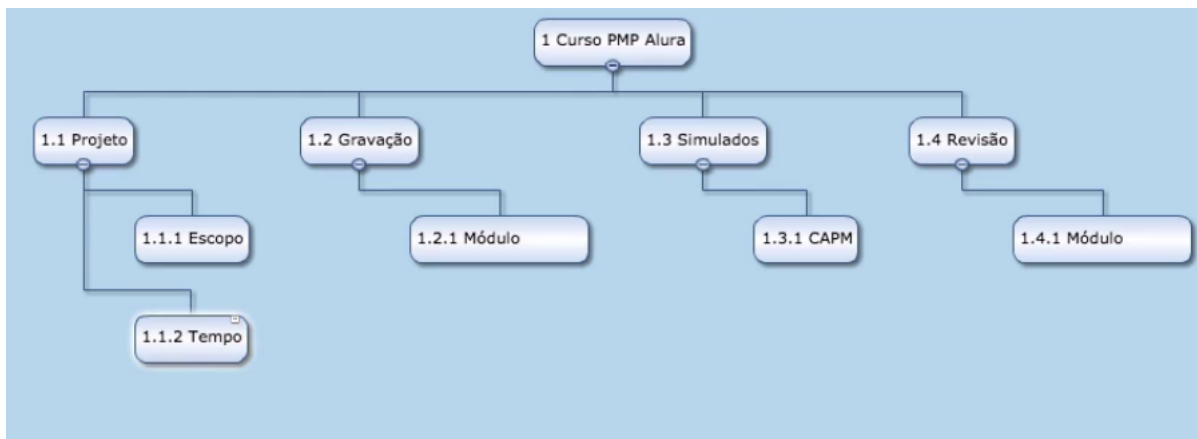 1 Curso PMP Alura
1.1 Projeto
1.2 Gravação
1.3 Simulados
1.4 Revisão
1.1.1 Escopo
1.2.1 Módulo
1.3.1 CAPM
1.4.1 Módulo
1.1.2 Tempo